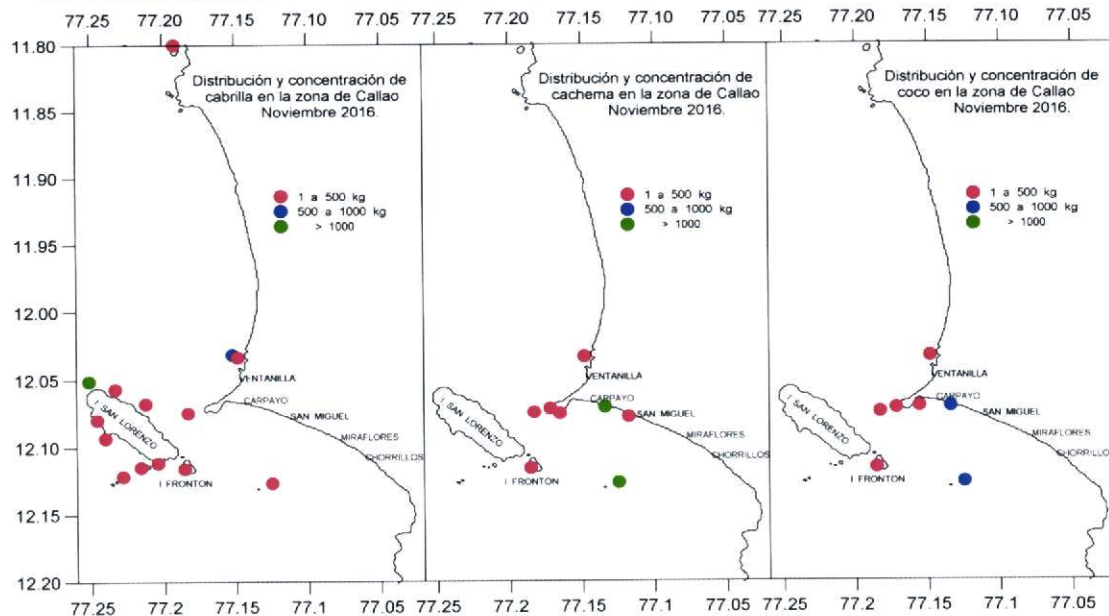 77.25 77.2 77.15 77.1 77.05 77.25 77.2 77.15 77.1 77.05 77.25 77.20 77.15 77.10 77.05
11.80
11.85
11.90
11.95
12.00
12.05
12.10
12.15
12.20
Distribución y concentración de
cabrilla en la zona de Callao
Noviembre 2016.
1 a 500 kg
500 a 1000 kg
> 1000
VENTANILLA
CARPAYO
SAN MIGUEL
MIRAFLORES
CHORRILLOS
I. SAN LORENZO
I. FRONTON
Distribución y concentración de
cachema en la zona de Callao
Noviembre 2016.
1 a 500 kg
500 a 1000 kg
> 1000
VENTANILLA
CARPAYO
SAN MIGUEL
MIRAFLORES
CHORRILLOS
I. SAN LORENZO
I. FRONTON
Distribución y concentración de
coco en la zona de Callao
Noviembre 2016.
1 a 500 kg
500 a 1000 kg
> 1000
VENTANILLA
CARPAYO
SAN MIGUEL
MIRAFLORES
CHORRILLOS
I. SAN LORENZO
I. FRONTON
77.25 77.2 77.15 77.10 77.05 77.25 77.20 77.15 77.10 77.05 77.25 77.20 77.15 77.10 77.05